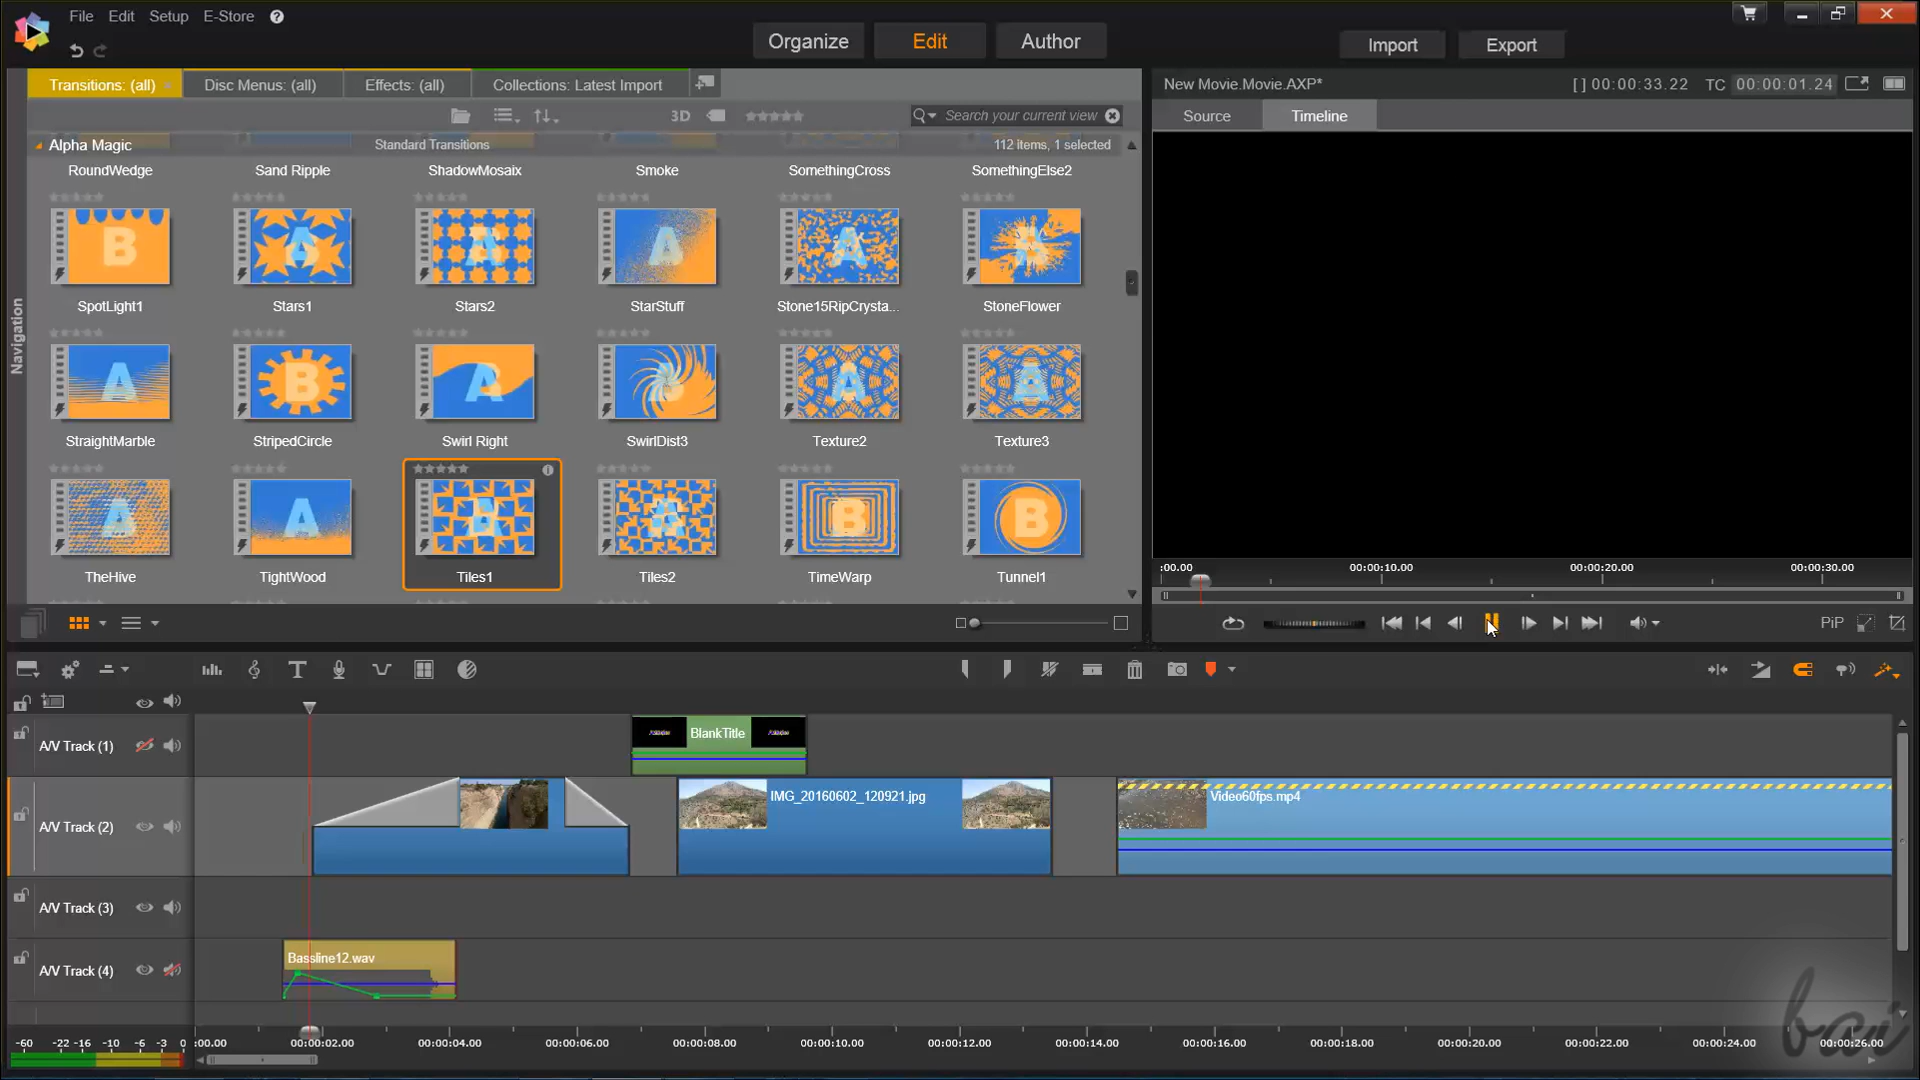 File Edit Setup E-Store ?
Organize Edit Author
Import Export
Transitions: (all) Disc Menus: (all) Effects: (all) Collections: Latest Import
New Movie.Movie.AXP* [ ] 00:00:33.22 TC 00:00:01.24
3D Search your current view
Source Timeline
Alpha Magic Standard Transitions 112 items, 1 selected
RoundWedge Sand Ripple ShadowMosaix Smoke SomethingCross SomethingElse2
B A A A A A
SpotLight1 Stars1 Stars2 StarStuff Stone15RipCrysta... StoneFlower
Navigation
A B A A A
StraightMarble StripedCircle Swirl Right SwirlDist3 Texture2 Texture3
A A A A B B
TheHive TightWood Tiles1 Tiles2 TimeWarp Tunnel1
:00.00 00:00:10.00 00:00:20.00 00:00:30.00
PiP
A/V Track (1) BlankTitle
A/V Track (2) IMG_20160602_120921.jpg Video60fps.mp4
A/V Track (3)
A/V Track (4) Bassline12.wav
-60 -22 -16 -10 -6 -3 0 :00.00 00:00:02.00 00:00:04.00 00:00:06.00 00:00:08.00 00:00:10.00 00:00:12.00 00:00:14.00 00:00:16.00 00:00:18.00 00:00:20.00 00:00:22.00 00:00:24.00 00:00:26.00
bai